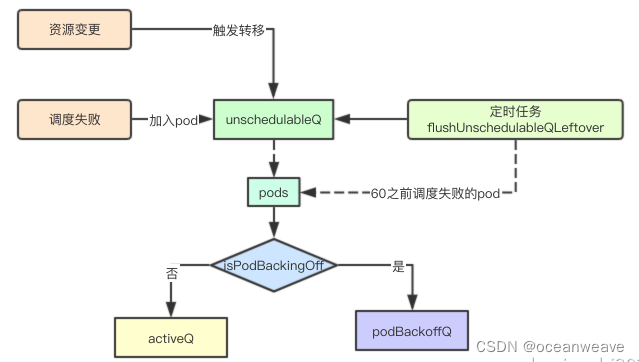 资源变更
触发转移
调度失败
加入pod
unschedulableQ
定时任务
flushUnschedulableQLeftover
pods
60之前调度失败的pod
isPodBackingOff
否
是
activeQ
podBackoffQ
CSDN @oceanweave